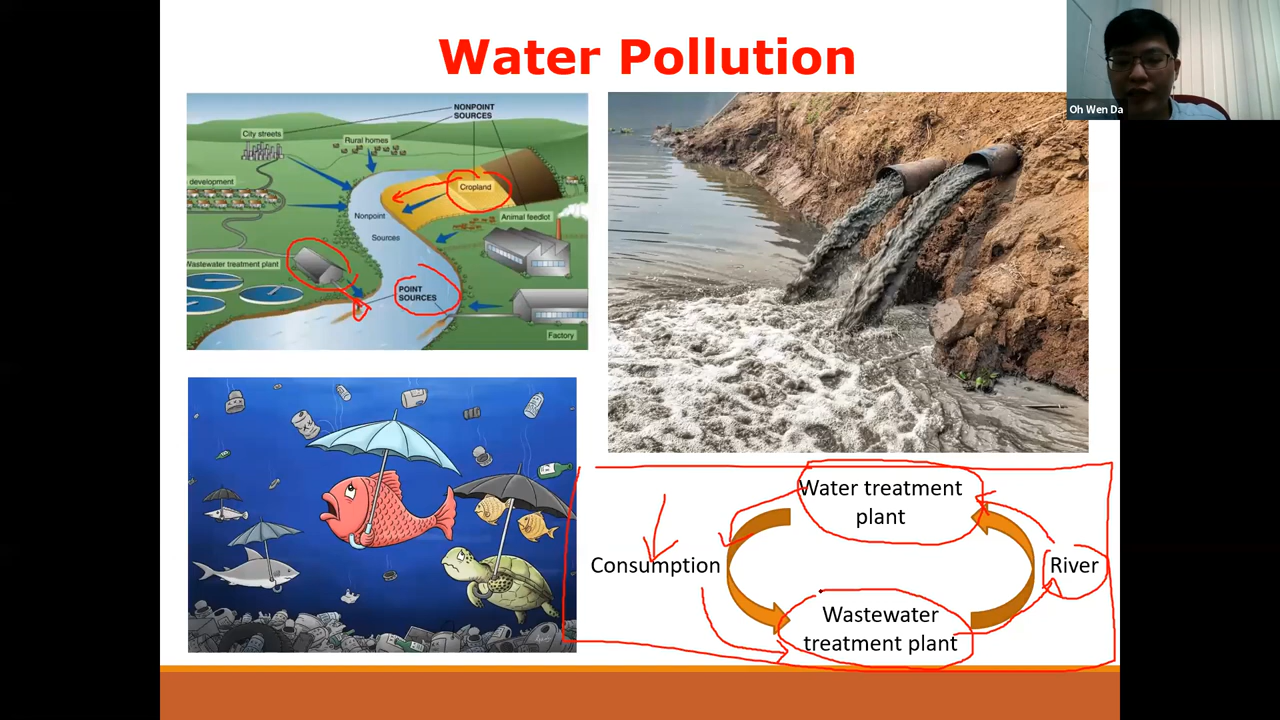 Water Pollution
Oh Wen Da
NONPOINT
SOURCES
City streets
Rural homes
development
Cropland
Nonpoint
Animal feedlot
Sources
Wastewater treatment plant
POINT
SOURCES
Factory
Water treatment
plant
Consumption
River
Wastewater
treatment plant